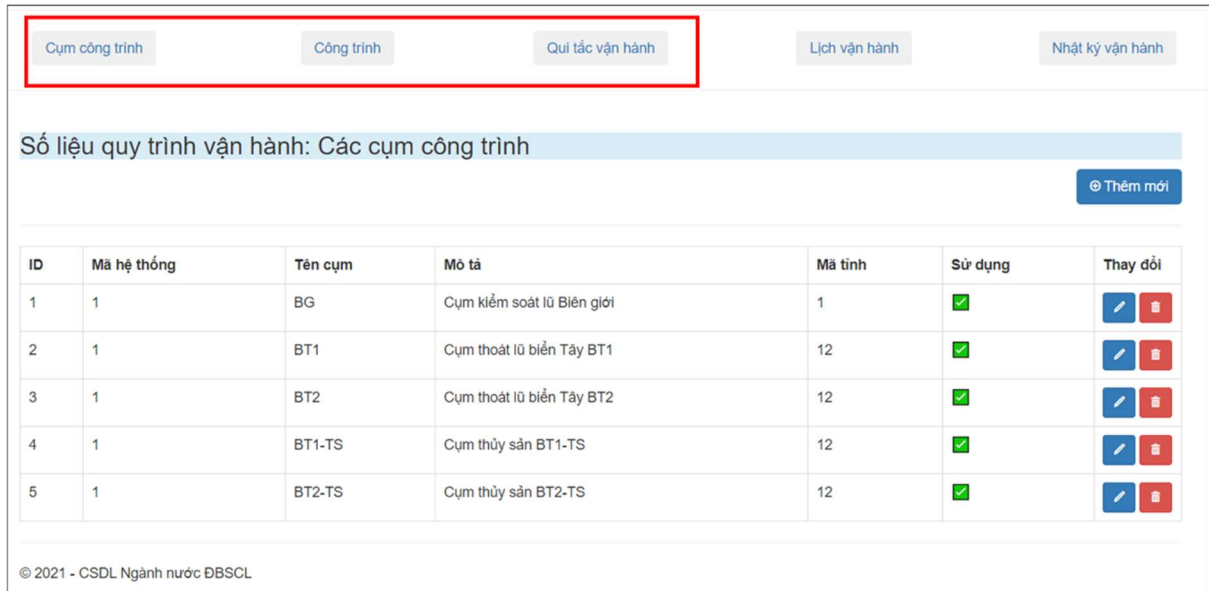 Cụm công trình Công trình Qui tắc vận hành Lịch vận hành Nhật ký vận hành
Số liệu quy trình vận hành: Các cụm công trình
Thêm mới
ID Mã hệ thống Tên cụm Mô tả Mã tỉnh Sử dụng Thay đổi
1 1 BG Cụm kiểm soát lũ Biên giới 1
2 1 BT1 Cụm thoát lũ biển Tây BT1 12
3 1 BT2 Cụm thoát lũ biển Tây BT2 12
4 1 BT1-TS Cụm thủy sản BT1-TS 12
5 1 BT2-TS Cụm thủy sản BT2-TS 12
© 2021 - CSDL Ngành nước ĐBSCL